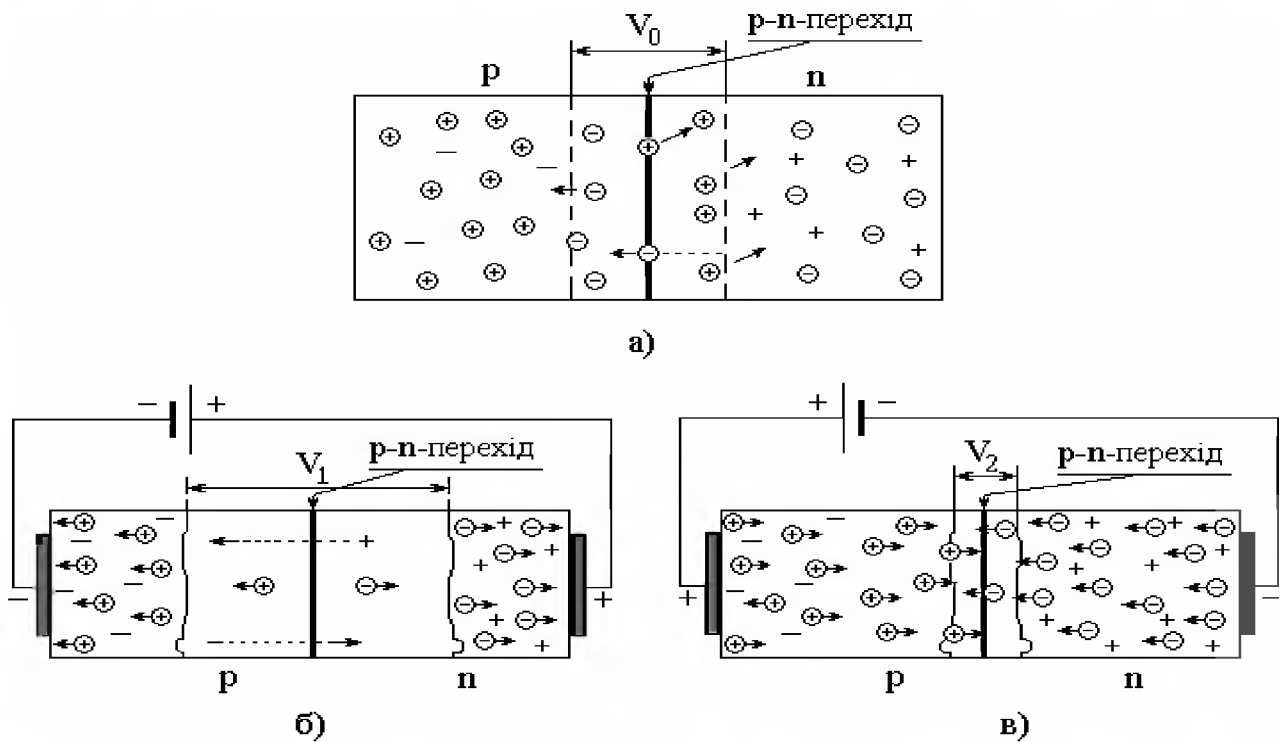 V0
p-n-перехід
p
n
а)
− +
V1
p-n-перехід
− +
p n
б)
+ −
V2
p-n-перехід
+ −
p n
в)